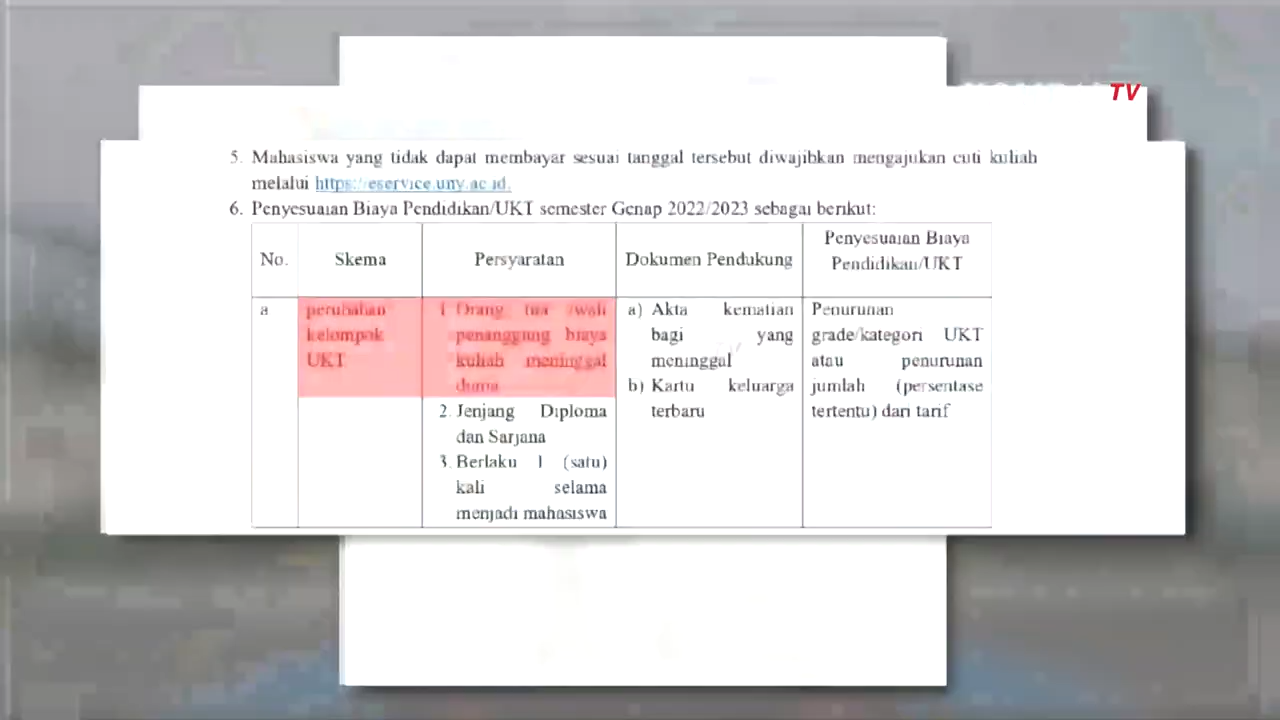 TV
5. Mahasiswa yang tidak dapat membayar sesuai tanggal tersebut diwajibkan mengajukan cuti kuliah
melalui https://eservice.uny.ac.id.
6. Penyesuaian Biaya Pendidikan/UKT semester Genap 2022/2023 sebagai berikut:
No. Skema Persyaratan Dokumen Pendukung Penyesuaian Biaya
Pendidikan/UKT
a perubahan 1 Orang tua /wali a) Akta kematian Penurunan
kelompok penanggung biaya bagi yang grade/kategori UKT
UKT kuliah meninggal meninggal atau penurunan
dunia b) Kartu keluarga jumlah (persentase
2. Jenjang Diploma terbaru tertentu) dari tarif
dan Sarjana
3. Berlaku 1 (satu)
kali selama
menjadi mahasiswa